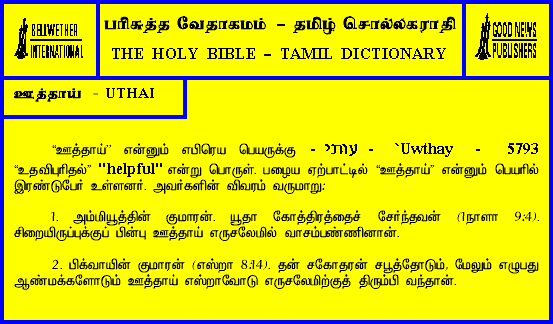 BELLWETHER
INTERNATIONAL
பரிசுத்த வேதாகமம் – தமிழ் சொல்லகராதி
THE HOLY BIBLE – TAMIL DICTIONARY
GOOD NEWS
PUBLISHERS
ஊத்தாய் - UTHAI
“ஊத்தாய்” என்னும் எபிரெய பெயருக்கு - עוּתי - `Uwthay - 5793
“உதவிபுரிதல்” "helpful" என்று பொருள். பழைய ஏற்பாட்டில் “ஊத்தாய்” என்னும் பெயரில்
இரண்டுபேர் உள்ளனர். அவர்களின் விவரம் வருமாறு:
1. அம்மியூத்தின் குமாரன். யூதா கோத்திரத்தைச் சேர்ந்தவன் (1நாளா 9:4).
சிறையிருப்புக்குப் பின்பு ஊத்தாய் எருசலேமில் வாசம்பண்ணினான்.
2. பிக்வாயின் குமாரன் (எஸ்றா 8:14). தன் சகோதரன் சபூத்தோடும், மேலும் எழுபது
ஆண்மக்களோடும் ஊத்தாய் எஸ்றாவோடு எருசலேமிற்குத் திரும்பி வந்தான்.